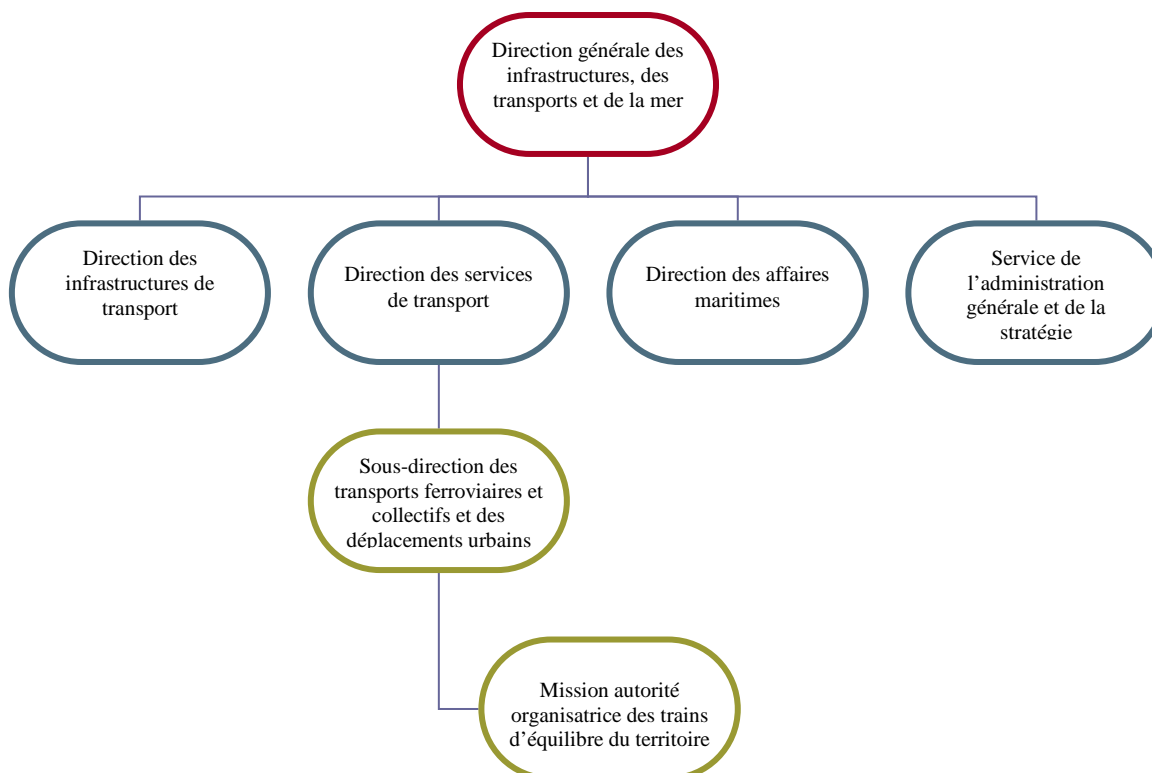 Direction générale des
infrastructures, des
transports et de la mer
Direction des
infrastructures de
transport
Direction des services
de transport
Direction des affaires
maritimes
Service de
l'administration
générale et de la
stratégie
Sous-direction des
transports ferroviaires et
collectifs et des
déplacements urbains
Mission autorité
organisatrice des trains
d'équilibre du territoire